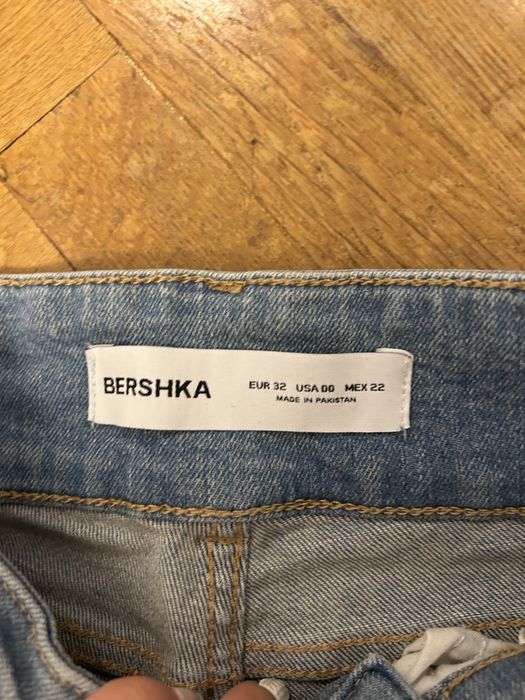 BERSHKA
EUR 32 USA 00 MEX 22
MADE IN PAKISTAN